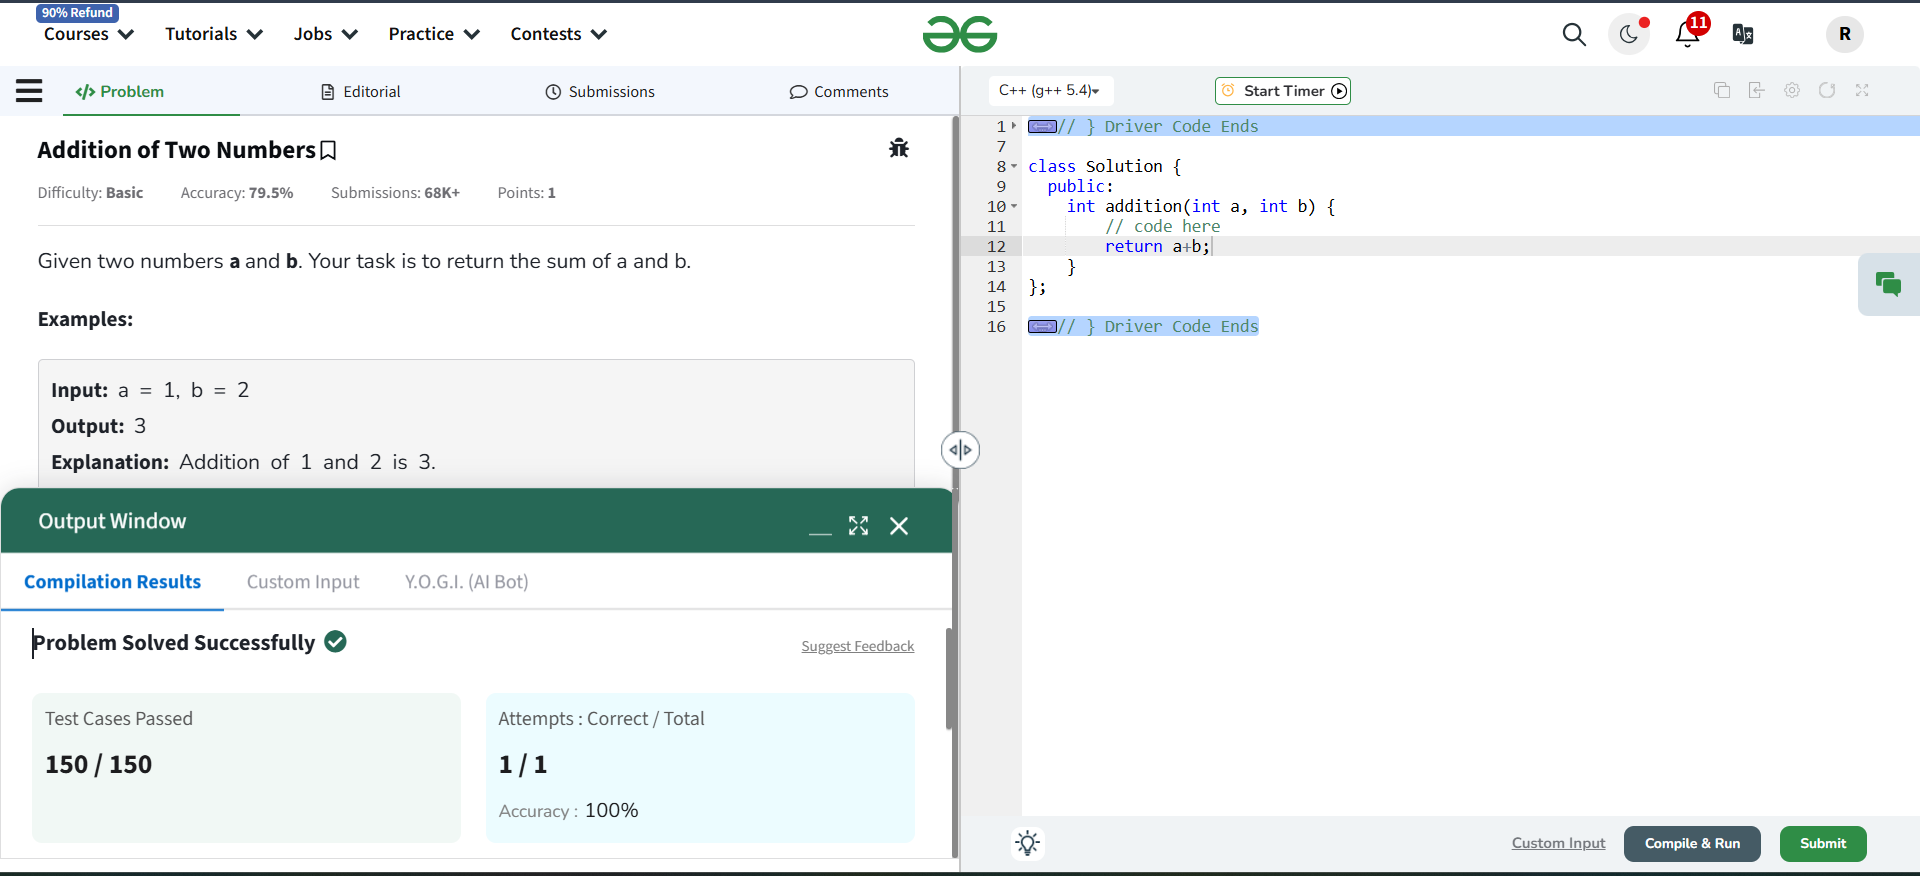 90% Refund
Courses Tutorials Jobs Practice Contests
11
R
</> Problem Editorial Submissions Comments
C++ (g++ 5.4) Start Timer
Addition of Two Numbers
Difficulty: Basic Accuracy: 79.5% Submissions: 68K+ Points: 1
Given two numbers a and b. Your task is to return the sum of a and b.
Examples:
Input: a = 1, b = 2
Output: 3
Explanation: Addition of 1 and 2 is 3.
Output Window
Compilation Results Custom Input Y.O.G.I. (AI Bot)
Problem Solved Successfully
Suggest Feedback
Test Cases Passed
150 / 150
Attempts : Correct / Total
1 / 1
Accuracy : 100%
1 // } Driver Code Ends
7
8 class Solution {
9 public:
10 int addition(int a, int b) {
11 // code here
12 return a+b;
13 }
14 };
15
16 // } Driver Code Ends
Custom Input Compile & Run Submit